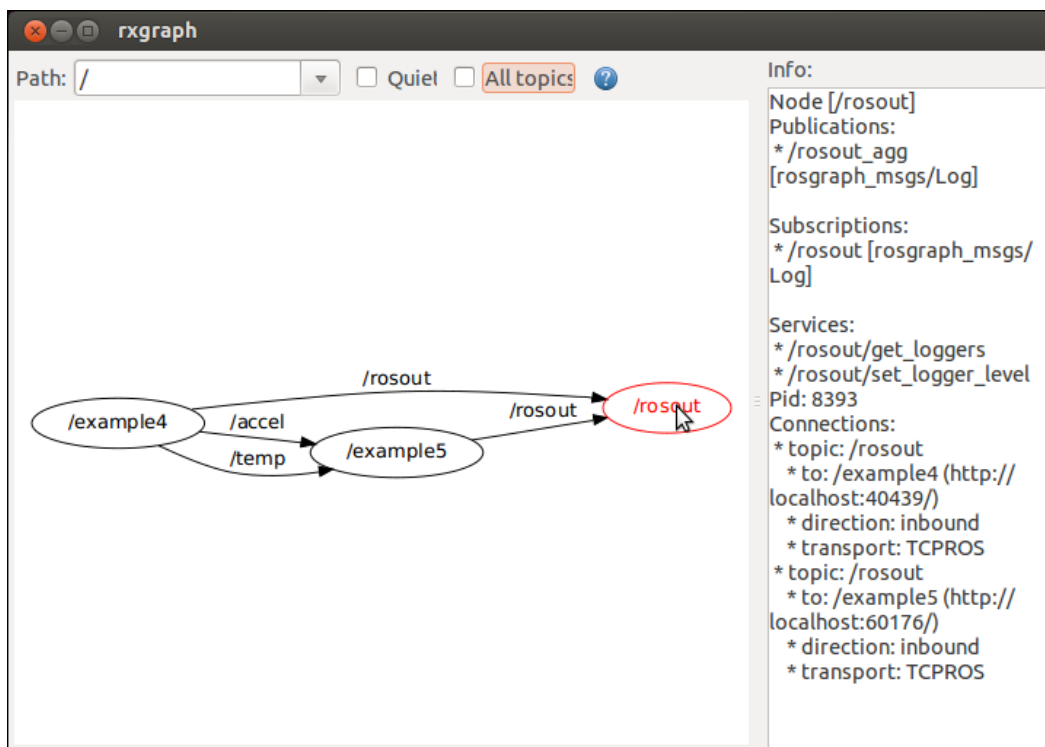 rxgraph
Path: /
Quiet
All topics
?
/rosout
/example4
/accel
/temp
/rosout
/example5
/rosout
Info:
Node [/rosout]
Publications:
* /rosout_agg
[rosgraph_msgs/Log]
Subscriptions:
* /rosout [rosgraph_msgs/
Log]
Services:
* /rosout/get_loggers
* /rosout/set_logger_level
Pid: 8393
Connections:
* topic: /rosout
* to: /example4 (http://
localhost:40439/)
* direction: inbound
* transport: TCPROS
* topic: /rosout
* to: /example5 (http://
localhost:60176/)
* direction: inbound
* transport: TCPROS